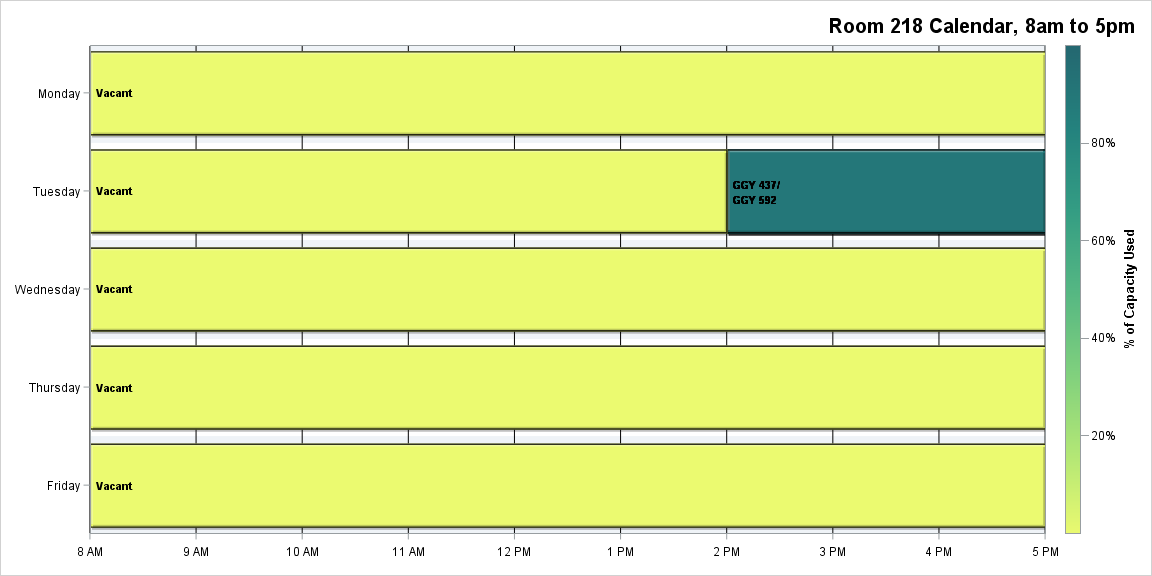 Room 218 Calendar, 8am to 5pm
Monday
Vacant
Tuesday
Vacant
GGY 437/
GGY 592
Wednesday
Vacant
Thursday
Vacant
Friday
Vacant
8 AM
9 AM
10 AM
11 AM
12 PM
1 PM
2 PM
3 PM
4 PM
5 PM
80%
60%
40%
20%
% of Capacity Used